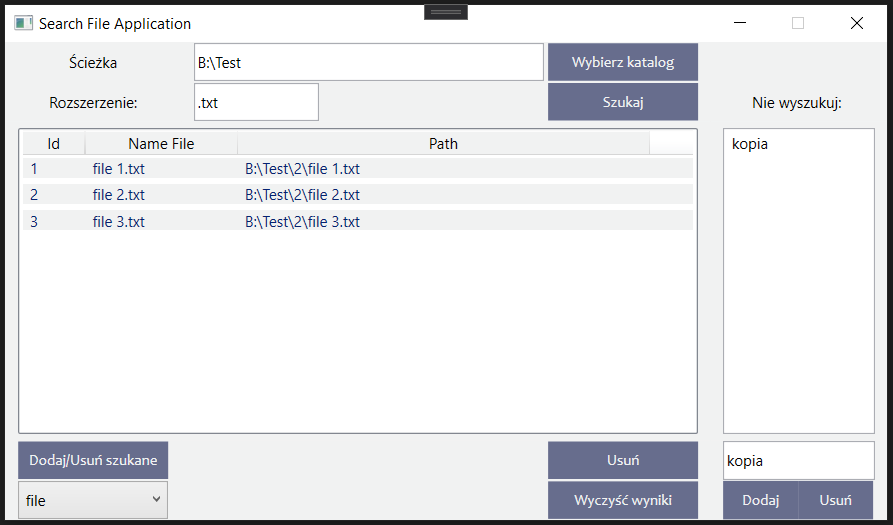 Search File Application
Ścieżka B:\Test Wybierz katalog
Rozszerzenie: .txt Szukaj Nie wyszukuj:
Id Name File Path kopia
1 file 1.txt B:\Test\2\file 1.txt
2 file 2.txt B:\Test\2\file 2.txt
3 file 3.txt B:\Test\2\file 3.txt
Dodaj/Usuń szukane Usuń kopia
file Wyczyść wyniki Dodaj Usuń